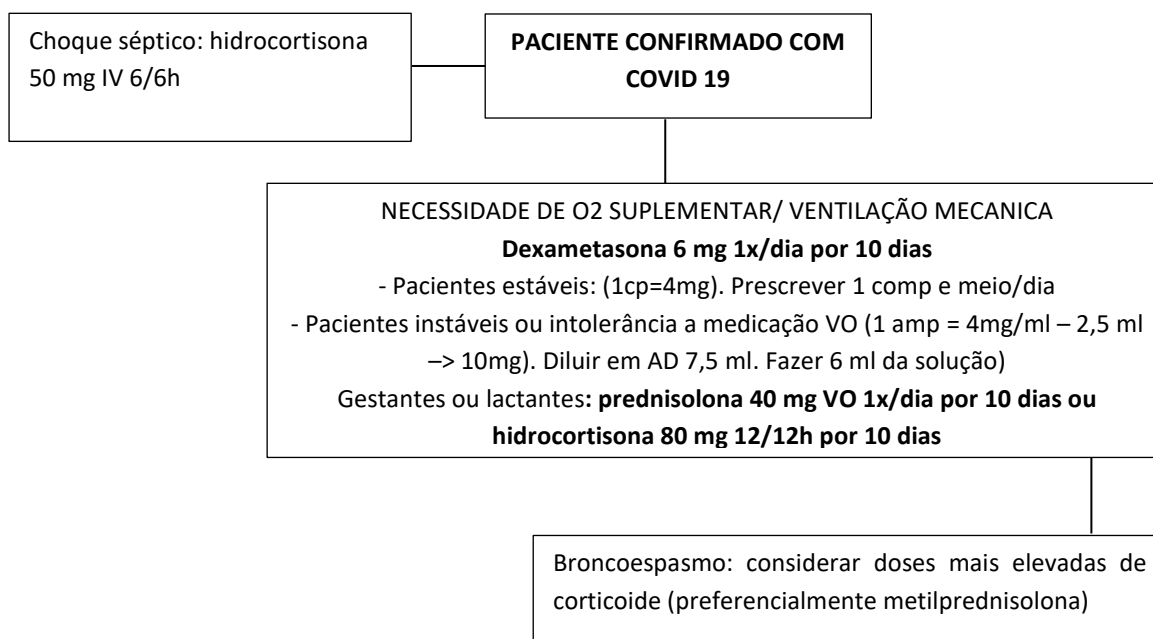 Choque séptico: hidrocortisona
50 mg IV 6/6h
PACIENTE CONFIRMADO COM
COVID 19
NECESSIDADE DE O2 SUPLEMENTAR/ VENTILAÇÃO MECANICA
Dexametasona 6 mg 1x/dia por 10 dias
- Pacientes estáveis: (1cp=4mg). Prescrever 1 comp e meio/dia
- Pacientes instáveis ou intolerância a medicação VO (1 amp = 4mg/ml – 2,5 ml
–> 10mg). Diluir em AD 7,5 ml. Fazer 6 ml da solução)
Gestantes ou lactantes: prednisolona 40 mg VO 1x/dia por 10 dias ou
hidrocortisona 80 mg 12/12h por 10 dias
Broncoespasmo: considerar doses mais elevadas de
corticoide (preferencialmente metilprednisolona)